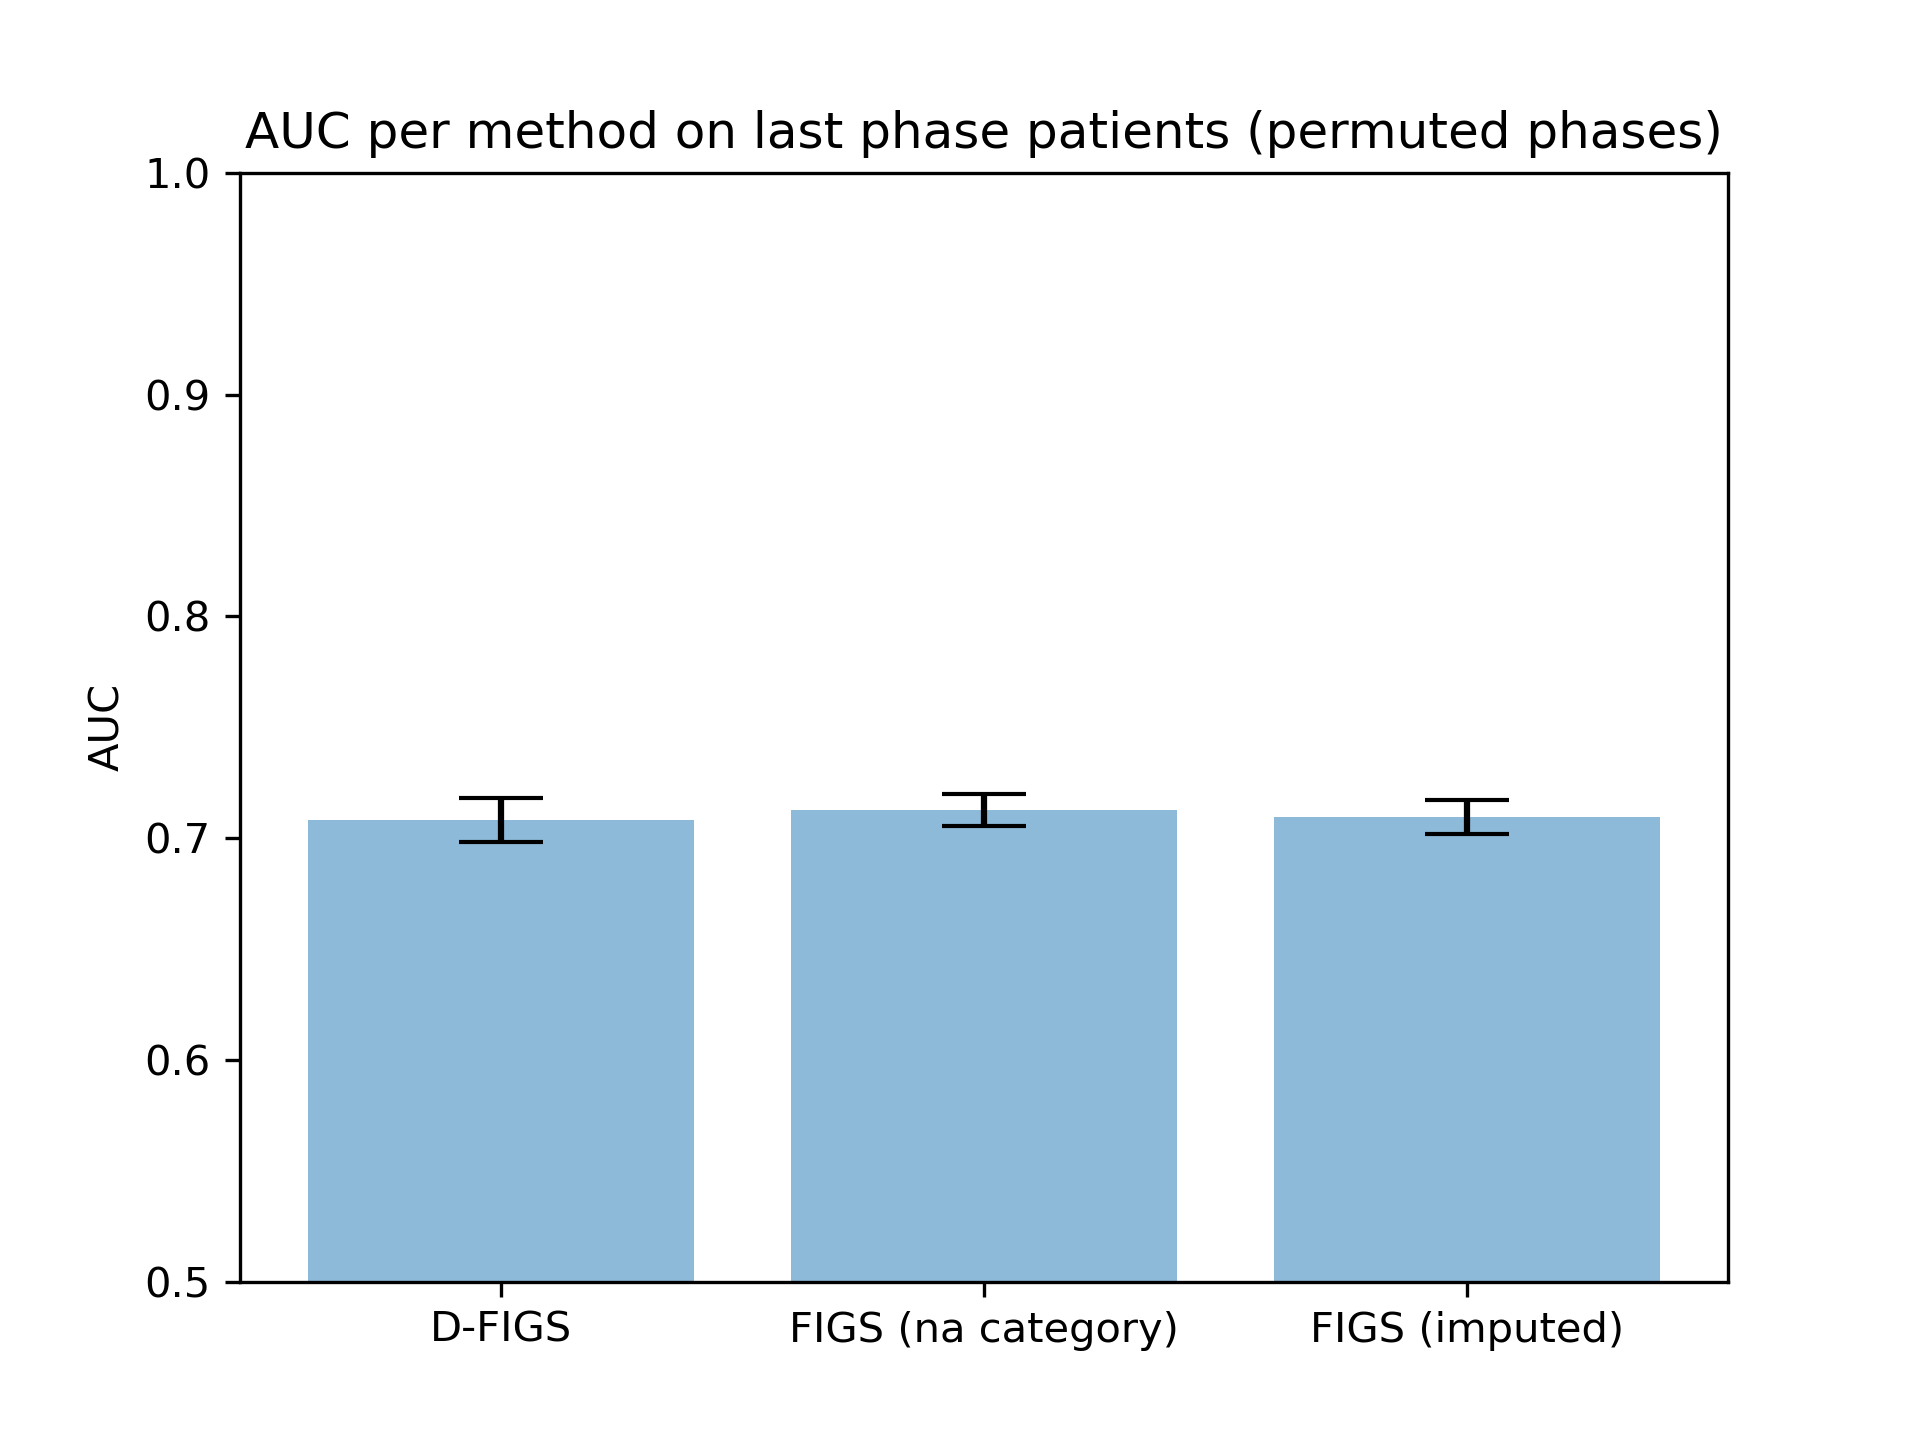 AUC per method on last phase patients (permuted phases)
1.0
0.9
0.8
0.7
0.6
0.5
AUC
D-FIGS
FIGS (na category)
FIGS (imputed)